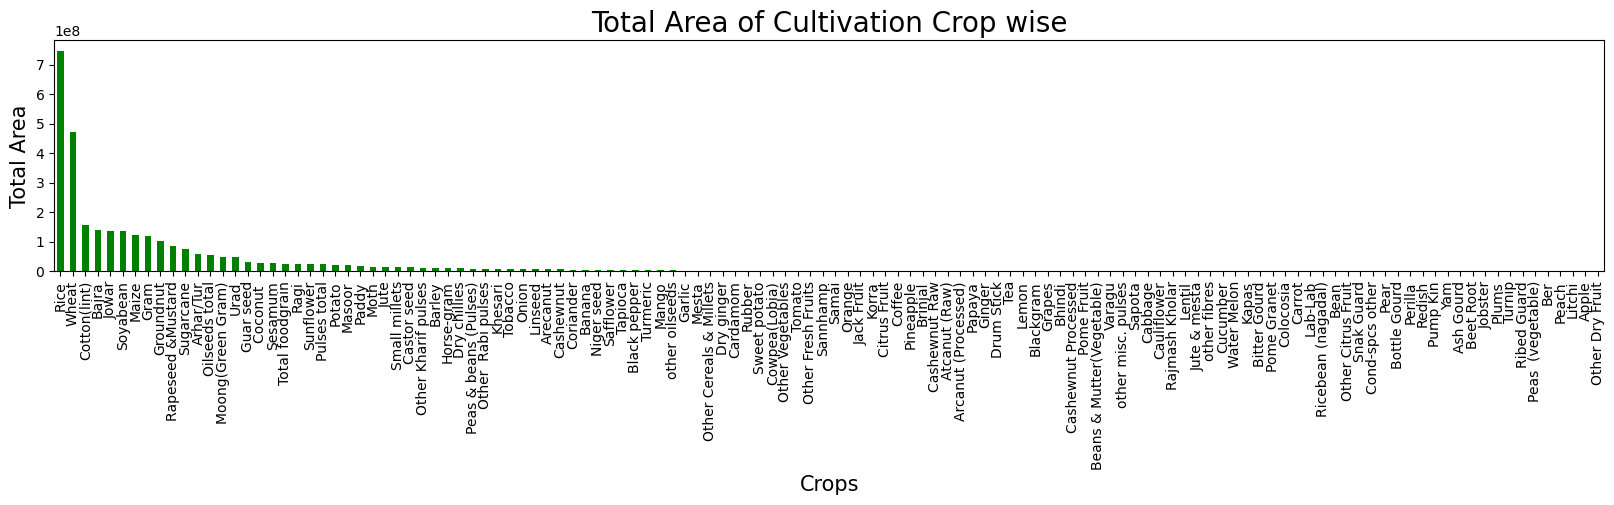 Total Area of Cultivation Crop wise
1e8
7
6
5
4
3
2
1
0
Total Area
Rice
Wheat
Cotton(lint)
Bajra
Jowar
Soyabean
Maize
Gram
Groundnut
Rapeseed &Mustard
Sugarcane
Arhar/Tur
Oilseeds total
Moong(Green Gram)
Urad
Guar seed
Coconut
Sesamum
Total foodgrain
Ragi
Sunflower
Pulses total
Potato
Masoor
Paddy
Moth
Jute
Small millets
Castor seed
Other Kharif pulses
Barley
Horse-gram
Dry chillies
Peas & beans (Pulses)
Other  Rabi pulses
Khesari
Tobacco
Onion
Linseed
Arecanut
Cashewnut
Coriander
Banana
Niger seed
Safflower
Tapioca
Black pepper
Turmeric
Mango
other oilseeds
Garlic
Mesta
Other Cereals & Millets
Dry ginger
Cardamom
Rubber
Sweet potato
Cowpea(Lobia)
Other Vegetables
Tomato
Other Fresh Fruits
Sannhamp
Samai
Orange
Jack Fruit
Korra
Citrus Fruit
Coffee
Pineapple
Brinjal
Cashewnut Raw
Atcanut (Raw)
Arcanut (Processed)
Papaya
Ginger
Drum Stick
Tea
Lemon
Blackgram
Grapes
Bhindi
Cashewnut Processed
Pome Fruit
Beans & Mutter(Vegetable)
Varagu
other misc. pulses
Sapota
Cabbage
Cauliflower
Rajmash Kholar
Lentil
Jute & mesta
other fibres
Cucumber
Water Melon
Kapas
Bitter Gourd
Pome Granet
Colocosia
Carrot
Lab-Lab
Ricebean (nagadal)
Bean
Other Citrus Fruit
Snak Guard
Cond-spcs other
Pear
Bottle Gourd
Perilla
Redish
Pump Kin
Yam
Ash Gourd
Beet Root
Jobster
Plums
Turnip
Ribed Guard
Peas  (vegetable)
Ber
Peach
Litchi
Apple
Other Dry Fruit
Crops